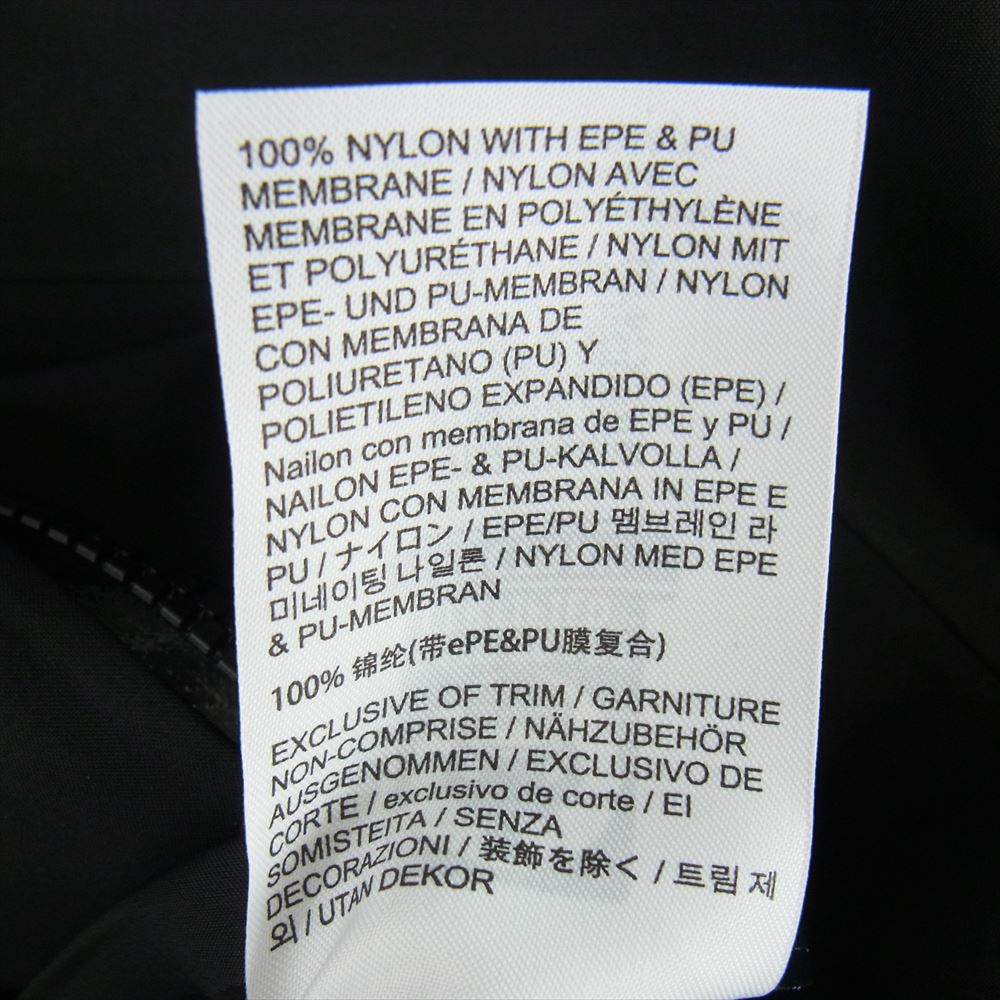 100% NYLON WITH EPE & PU
MEMBRANE / NYLON AVEC
MEMBRANE EN POLYÉTHYLÈNE
ET POLYURÉTHANE / NYLON MIT
EPE- UND PU-MEMBRAN / NYLON
CON MEMBRANA DE
POLIURETANO (PU) Y
POLIETILENO EXPANDIDO (EPE) /
Nailon con membrana de EPE y PU /
NAILON EPE- & PU-KALVOLLA /
NYLON CON MEMBRANA IN EPE E
PU / ナイロン / EPE/PU 멤브레인 라
미네이팅 나일론 / NYLON MED EPE
& PU-MEMBRAN
100% 锦纶(带ePE&PU膜复合)
EXCLUSIVE OF TRIM / GARNITURE
NON-COMPRISE / NÄHZUBEHÖR
AUSGENOMMEN / EXCLUSIVO DE
CORTE / exclusivo de corte / EI
SOMISTEITA / SENZA
DECORAZIONI / 装飾を除く / 트림 제
외 / UTAN DEKOR